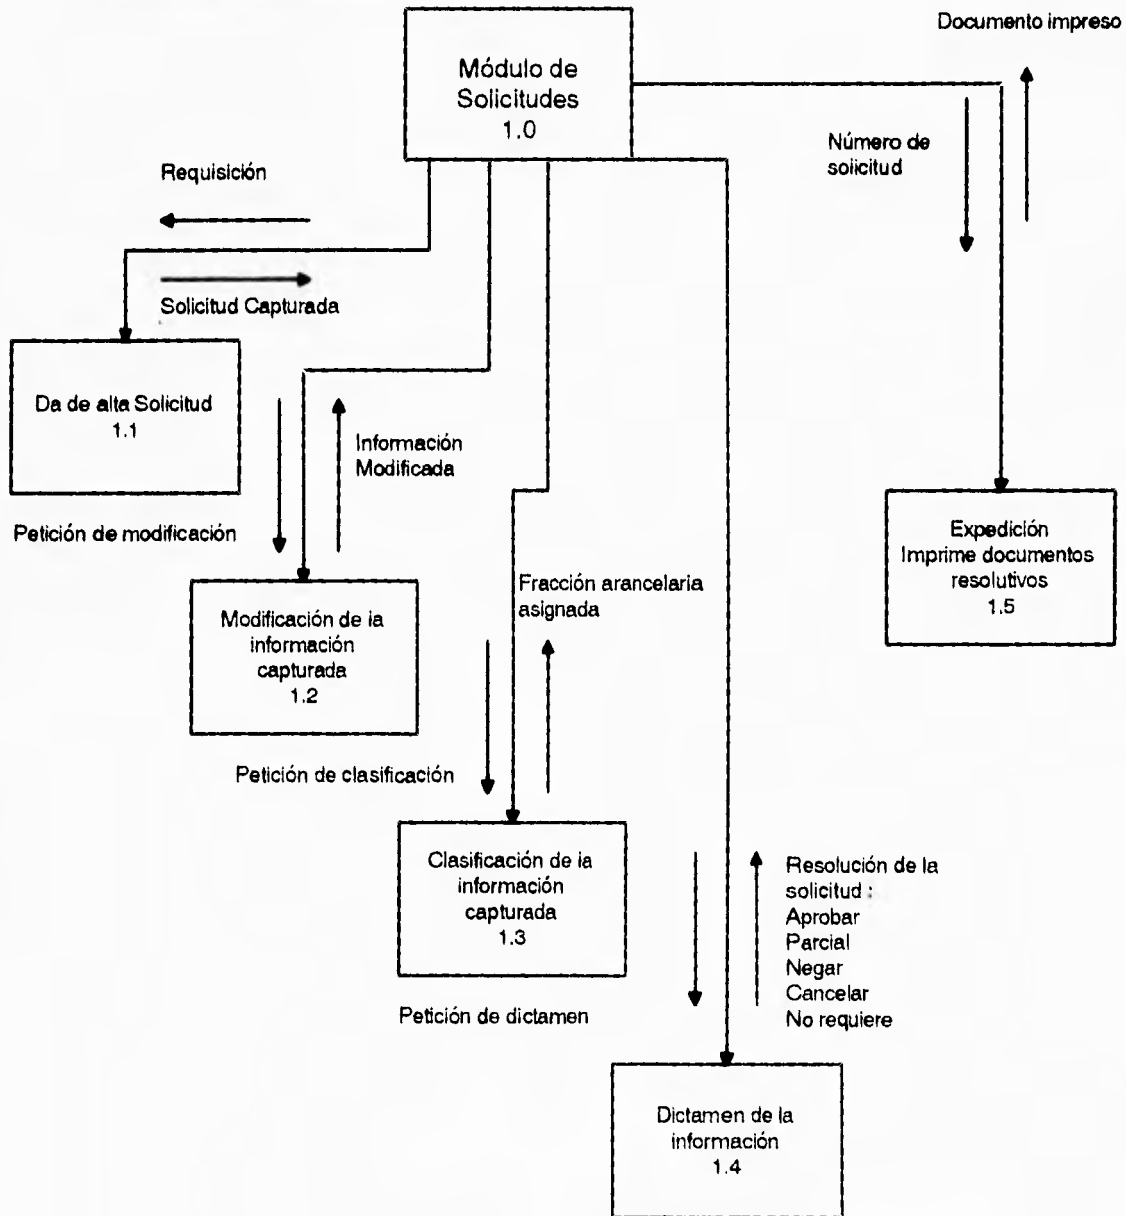 Documento impreso
Módulo de
Solicitudes
1.0
Número de
solicitud
Requisición
Solicitud Capturada
Da de alta Solicitud
1.1
Información
Modificada
Petición de modificación
Expedición
Imprime documentos
resolutivos
1.5
Fracción arancelaria
asignada
Modificación de la
información
capturada
1.2
Petición de clasificación
Clasificación de la
información
capturada
1.3
Resolución de la
solicitud :
Aprobar
Parcial
Negar
Cancelar
No requiere
Petición de dictamen
Dictamen de la
información
1.4